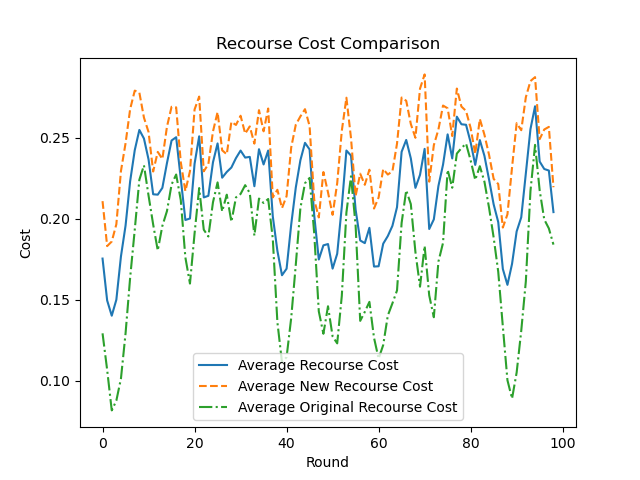 Recourse Cost Comparison
Cost
0.25
0.20
0.15
0.10
Average Recourse Cost
Average New Recourse Cost
Average Original Recourse Cost
0 20 40 60 80 100
Round